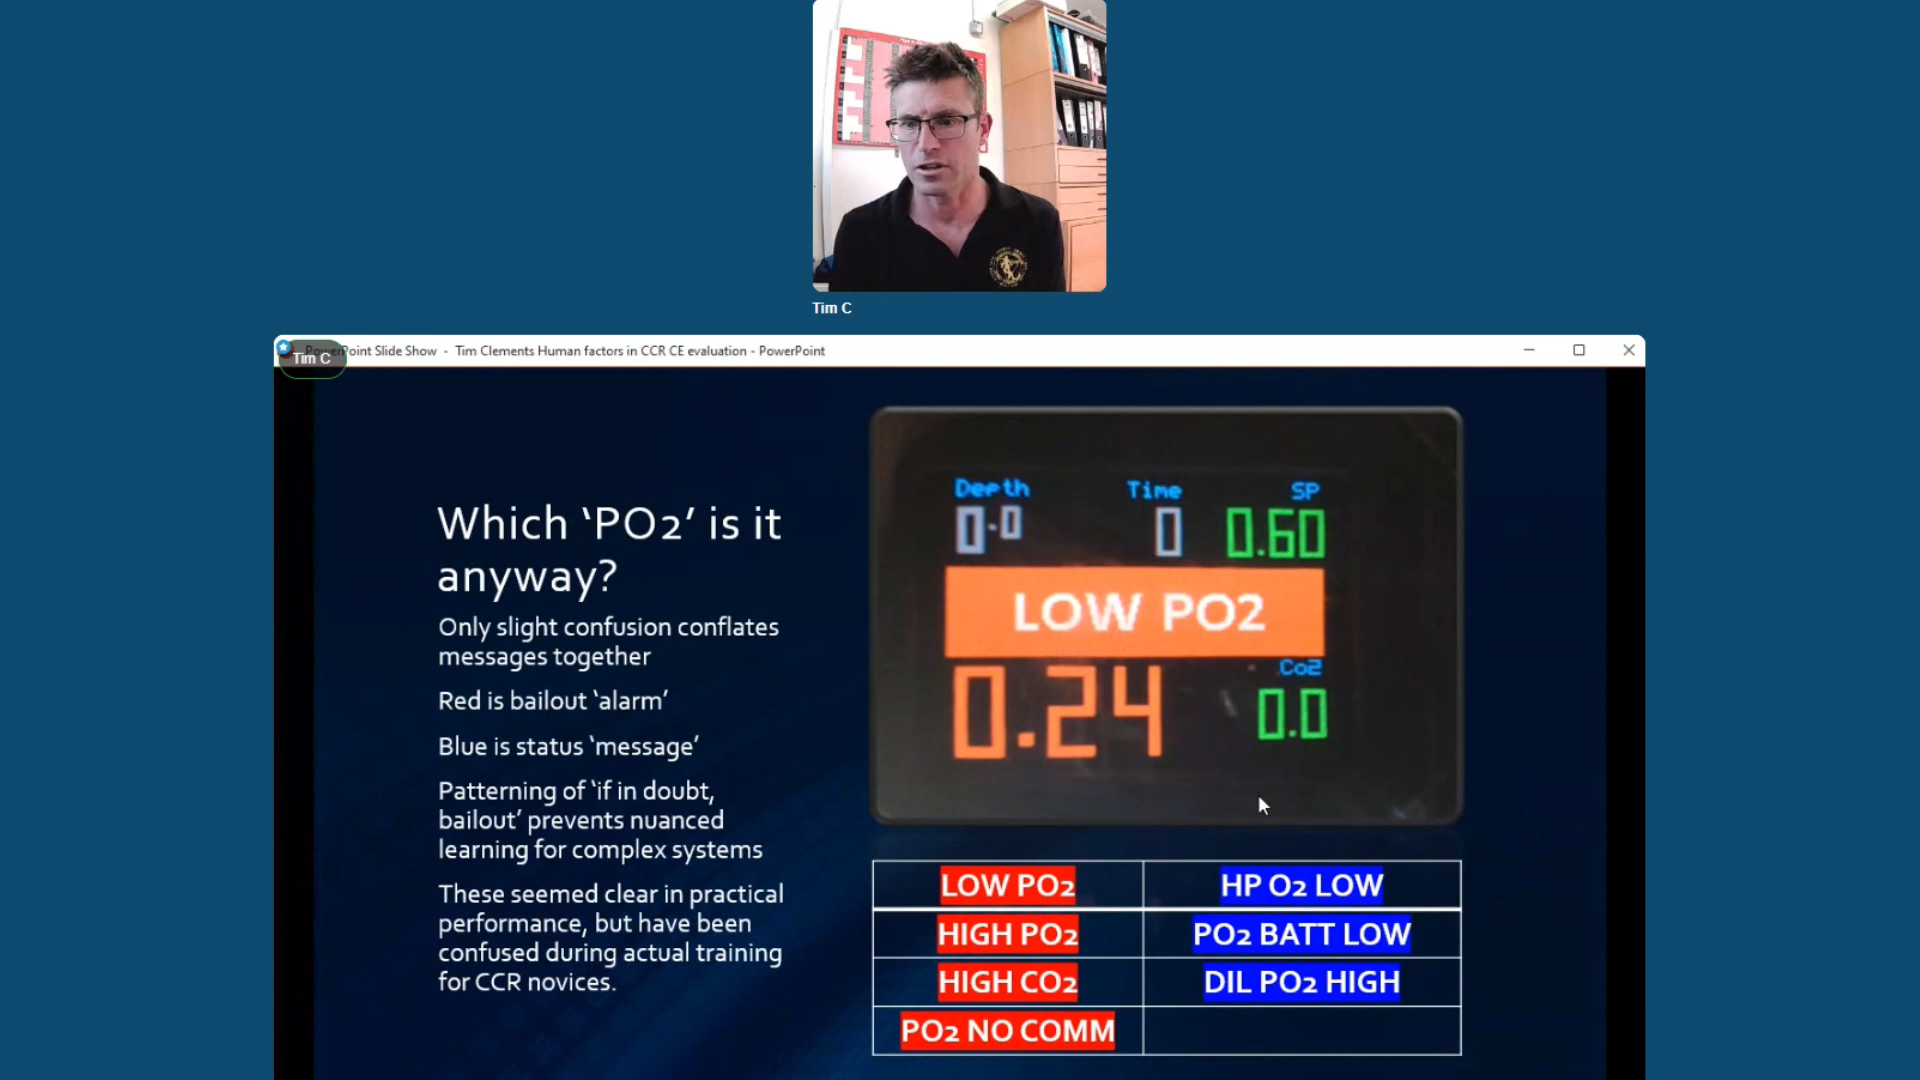 Tim C
PowerPoint Slide Show - Tim Clements Human factors in CCR CE evaluation - PowerPoint
Tim C
Which ‘PO2’ is it
anyway?
Only slight confusion conflates
messages together
Red is bailout ‘alarm’
Blue is status ‘message’
Patterning of ‘if in doubt,
bailout’ prevents nuanced
learning for complex systems
These seemed clear in practical
performance, but have been
confused during actual training
for CCR novices.
Depth Time SP
0.0 0 0.60
LOW PO2
Co2
0.24 0.0
LOW PO2 HP O2 LOW
HIGH PO2 PO2 BATT LOW
HIGH CO2 DIL PO2 HIGH
PO2 NO COMM